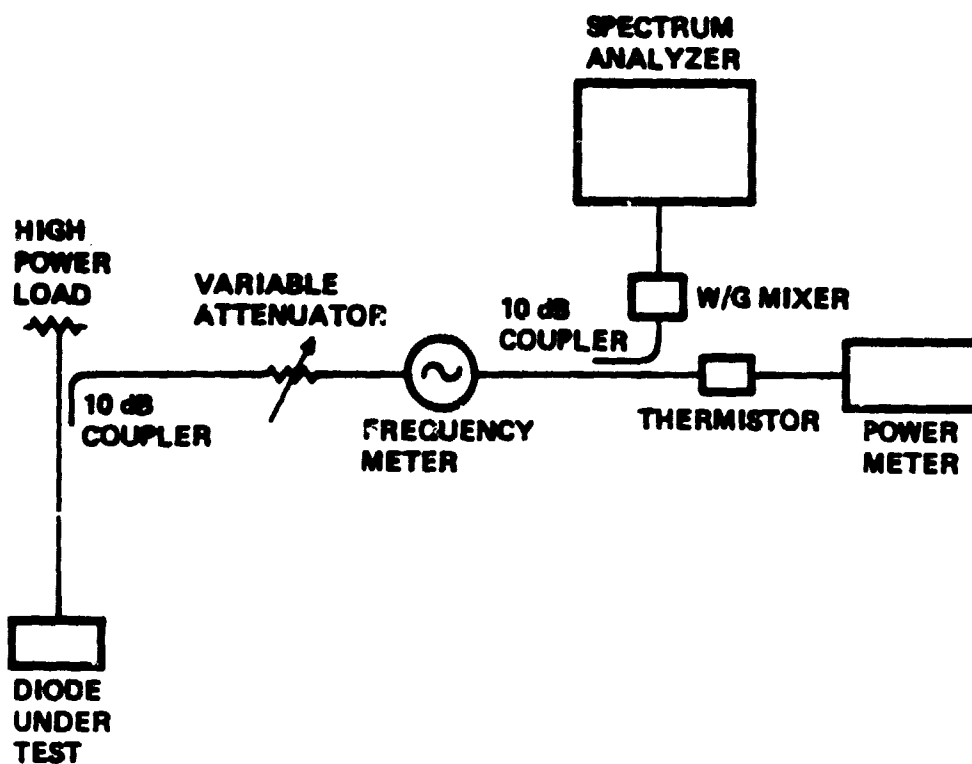 SPECTRUM
ANALYZER
HIGH
POWER
LOAD
VARIABLE
ATTENUATOR
10 dB
COUPLER
W/G MIXER
10 dB
COUPLER
FREQUENCY
METER
THERMISTOR
POWER
METER
DIODE
UNDER
TEST